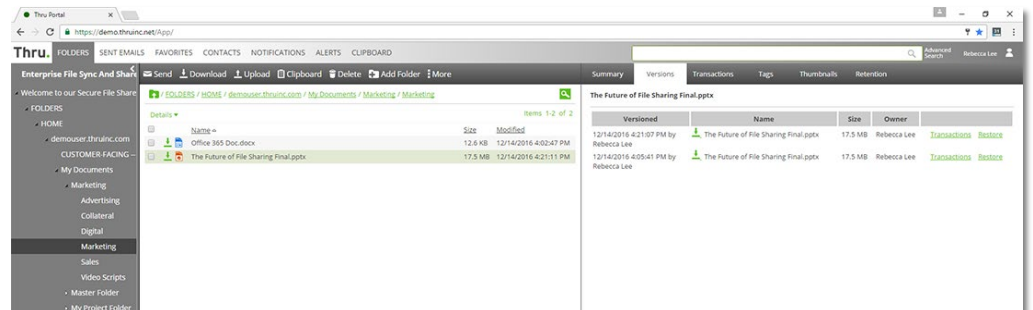 Thru Portal
https://demo.thruinc.net/App/
Thru. FOLDERS SENT EMAILS FAVORITES CONTACTS NOTIFICATIONS ALERTS CLIPBOARD Advanced Search Rebecca Lee
Enterprise File Sync And Share
Send Download Upload Clipboard Delete Add Folder More
Summary Versions Transactions Tags Thumbnails Retention
Welcome to our Secure File Share
/ FOLDERS / HOME / demouser.thruinc.com / My Documents / Marketing / Marketing
The Future of File Sharing Final.pptx
FOLDERS
HOME
demouser.thruinc.com
CUSTOMER-FACING –
My Documents
Marketing
Advertising
Collateral
Digital
Marketing
Sales
Video Scripts
Master Folder
My Project Folder
Details Items 1-2 of 2
Name Size Modified
Office 365 Doc.docx 12.6 KB 12/14/2016 4:02:47 PM
The Future of File Sharing Final.pptx 17.5 MB 12/14/2016 4:21:11 PM
Versioned Name Size Owner
12/14/2016 4:21:07 PM by Rebecca Lee The Future of File Sharing Final.pptx 17.5 MB Rebecca Lee Transactions Restore
12/14/2016 4:05:41 PM by Rebecca Lee The Future of File Sharing Final.pptx 17.5 MB Rebecca Lee Transactions Restore